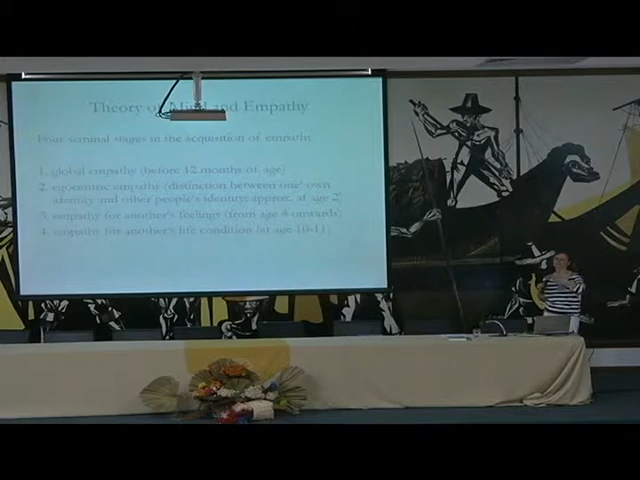 Theory of Mind and Empathy
Four seminal stages in the acquisition of empathy
1. global empathy (before 12 months of age)
2. egocentric empathy (distinction between one' own
identity and other people's identity: approx. at age 2)
3. empathy for another's feelings (from age 4 onwards)
4. empathy for another's life condition (at age 10-11)